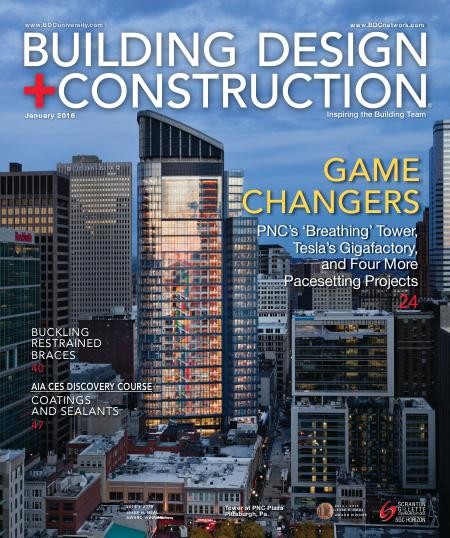 www.BDCuniversity.com
www.BDCnetwork.com
BUILDING DESIGN
+CONSTRUCTION®
January 2016
Inspiring the Building Team
GAME
CHANGERS
PNC's 'Breathing' Tower,
Tesla's Gigafactory,
and Four More
Pacesetting Projects
24
BUCKLING
RESTRAINED
BRACES
40
AIA CES DISCOVERY COURSE
COATINGS
AND SEALANTS
47
Tower at PNC Plaza
Pittsburgh, Pa.
SCRANTON
GILLETTE
SGC HORIZON